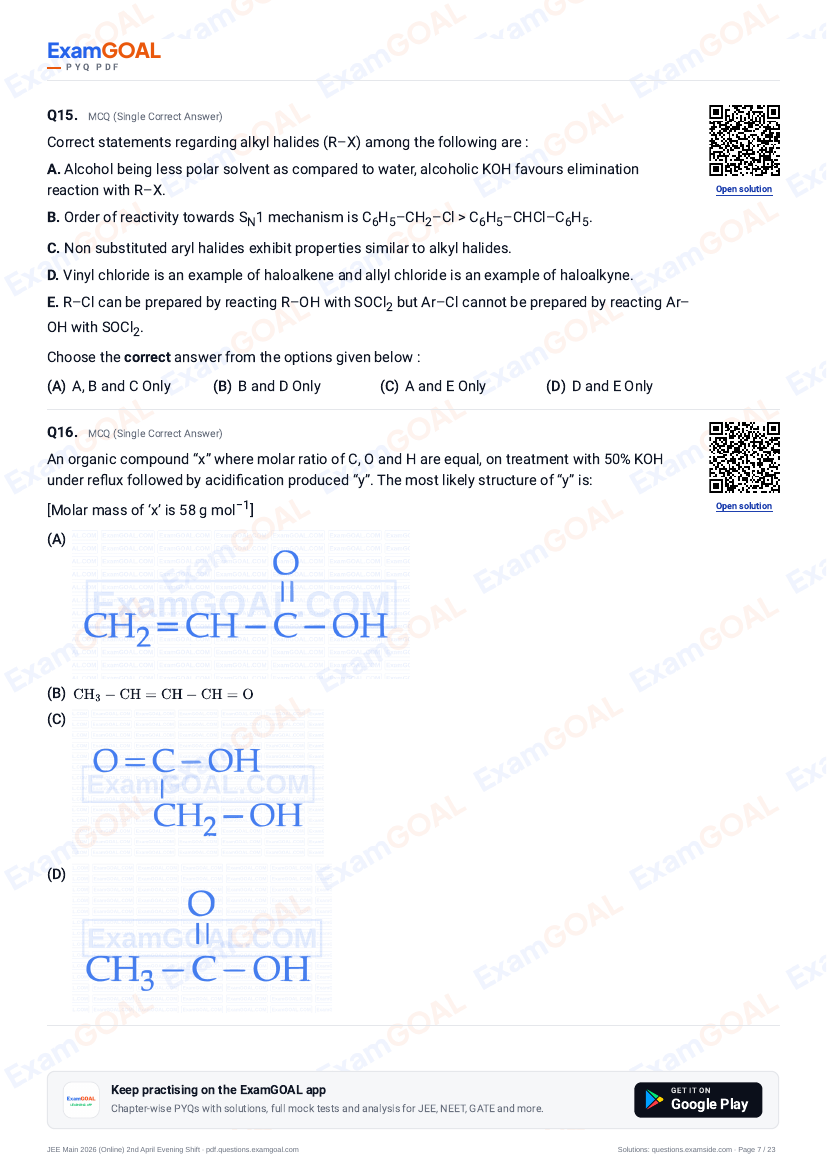 ExamGOAL
PYQ PDF
Q15. MCQ (Single Correct Answer)
Correct statements regarding alkyl halides (R−X) among the following are :
A. Alcohol being less polar solvent as compared to water, alcoholic KOH favours elimination
reaction with R−X.
B. Order of reactivity towards S_N1 mechanism is C₆H₅−CH₂−Cl > C₆H₅−CHCl−C₆H₅.
C. Non substituted aryl halides exhibit properties similar to alkyl halides.
D. Vinyl chloride is an example of haloalkene and allyl chloride is an example of haloalkyne.
E. R−Cl can be prepared by reacting R−OH with SOCl₂ but Ar−Cl cannot be prepared by reacting Ar−
OH with SOCl₂.
Choose the correct answer from the options given below :
(A) A, B and C Only (B) B and D Only (C) A and E Only (D) D and E Only
Open solution
Q16. MCQ (Single Correct Answer)
An organic compound “x” where molar ratio of C, O and H are equal, on treatment with 50% KOH
under reflux followed by acidification produced “y”. The most likely structure of “y” is:
[Molar mass of ‘x’ is 58 g mol⁻¹]
Open solution
(A)
O
||
CH₂=CH−C−OH
ExamGOAL.COM
(B) CH₃ − CH = CH − CH = O
(C)
O=C−OH
|
CH₂−OH
ExamGOAL.COM
(D)
O
||
CH₃−C−OH
ExamGOAL.COM
Keep practising on the ExamGOAL app
Chapter-wise PYQs with solutions, full mock tests and analysis for JEE, NEET, GATE and more.
ExamGOAL
GET IT ON
Google Play
JEE Main 2026 (Online) 2nd April Evening Shift · pdf.questions.examgoal.com
Solutions: questions.examside.com · Page 7 / 23